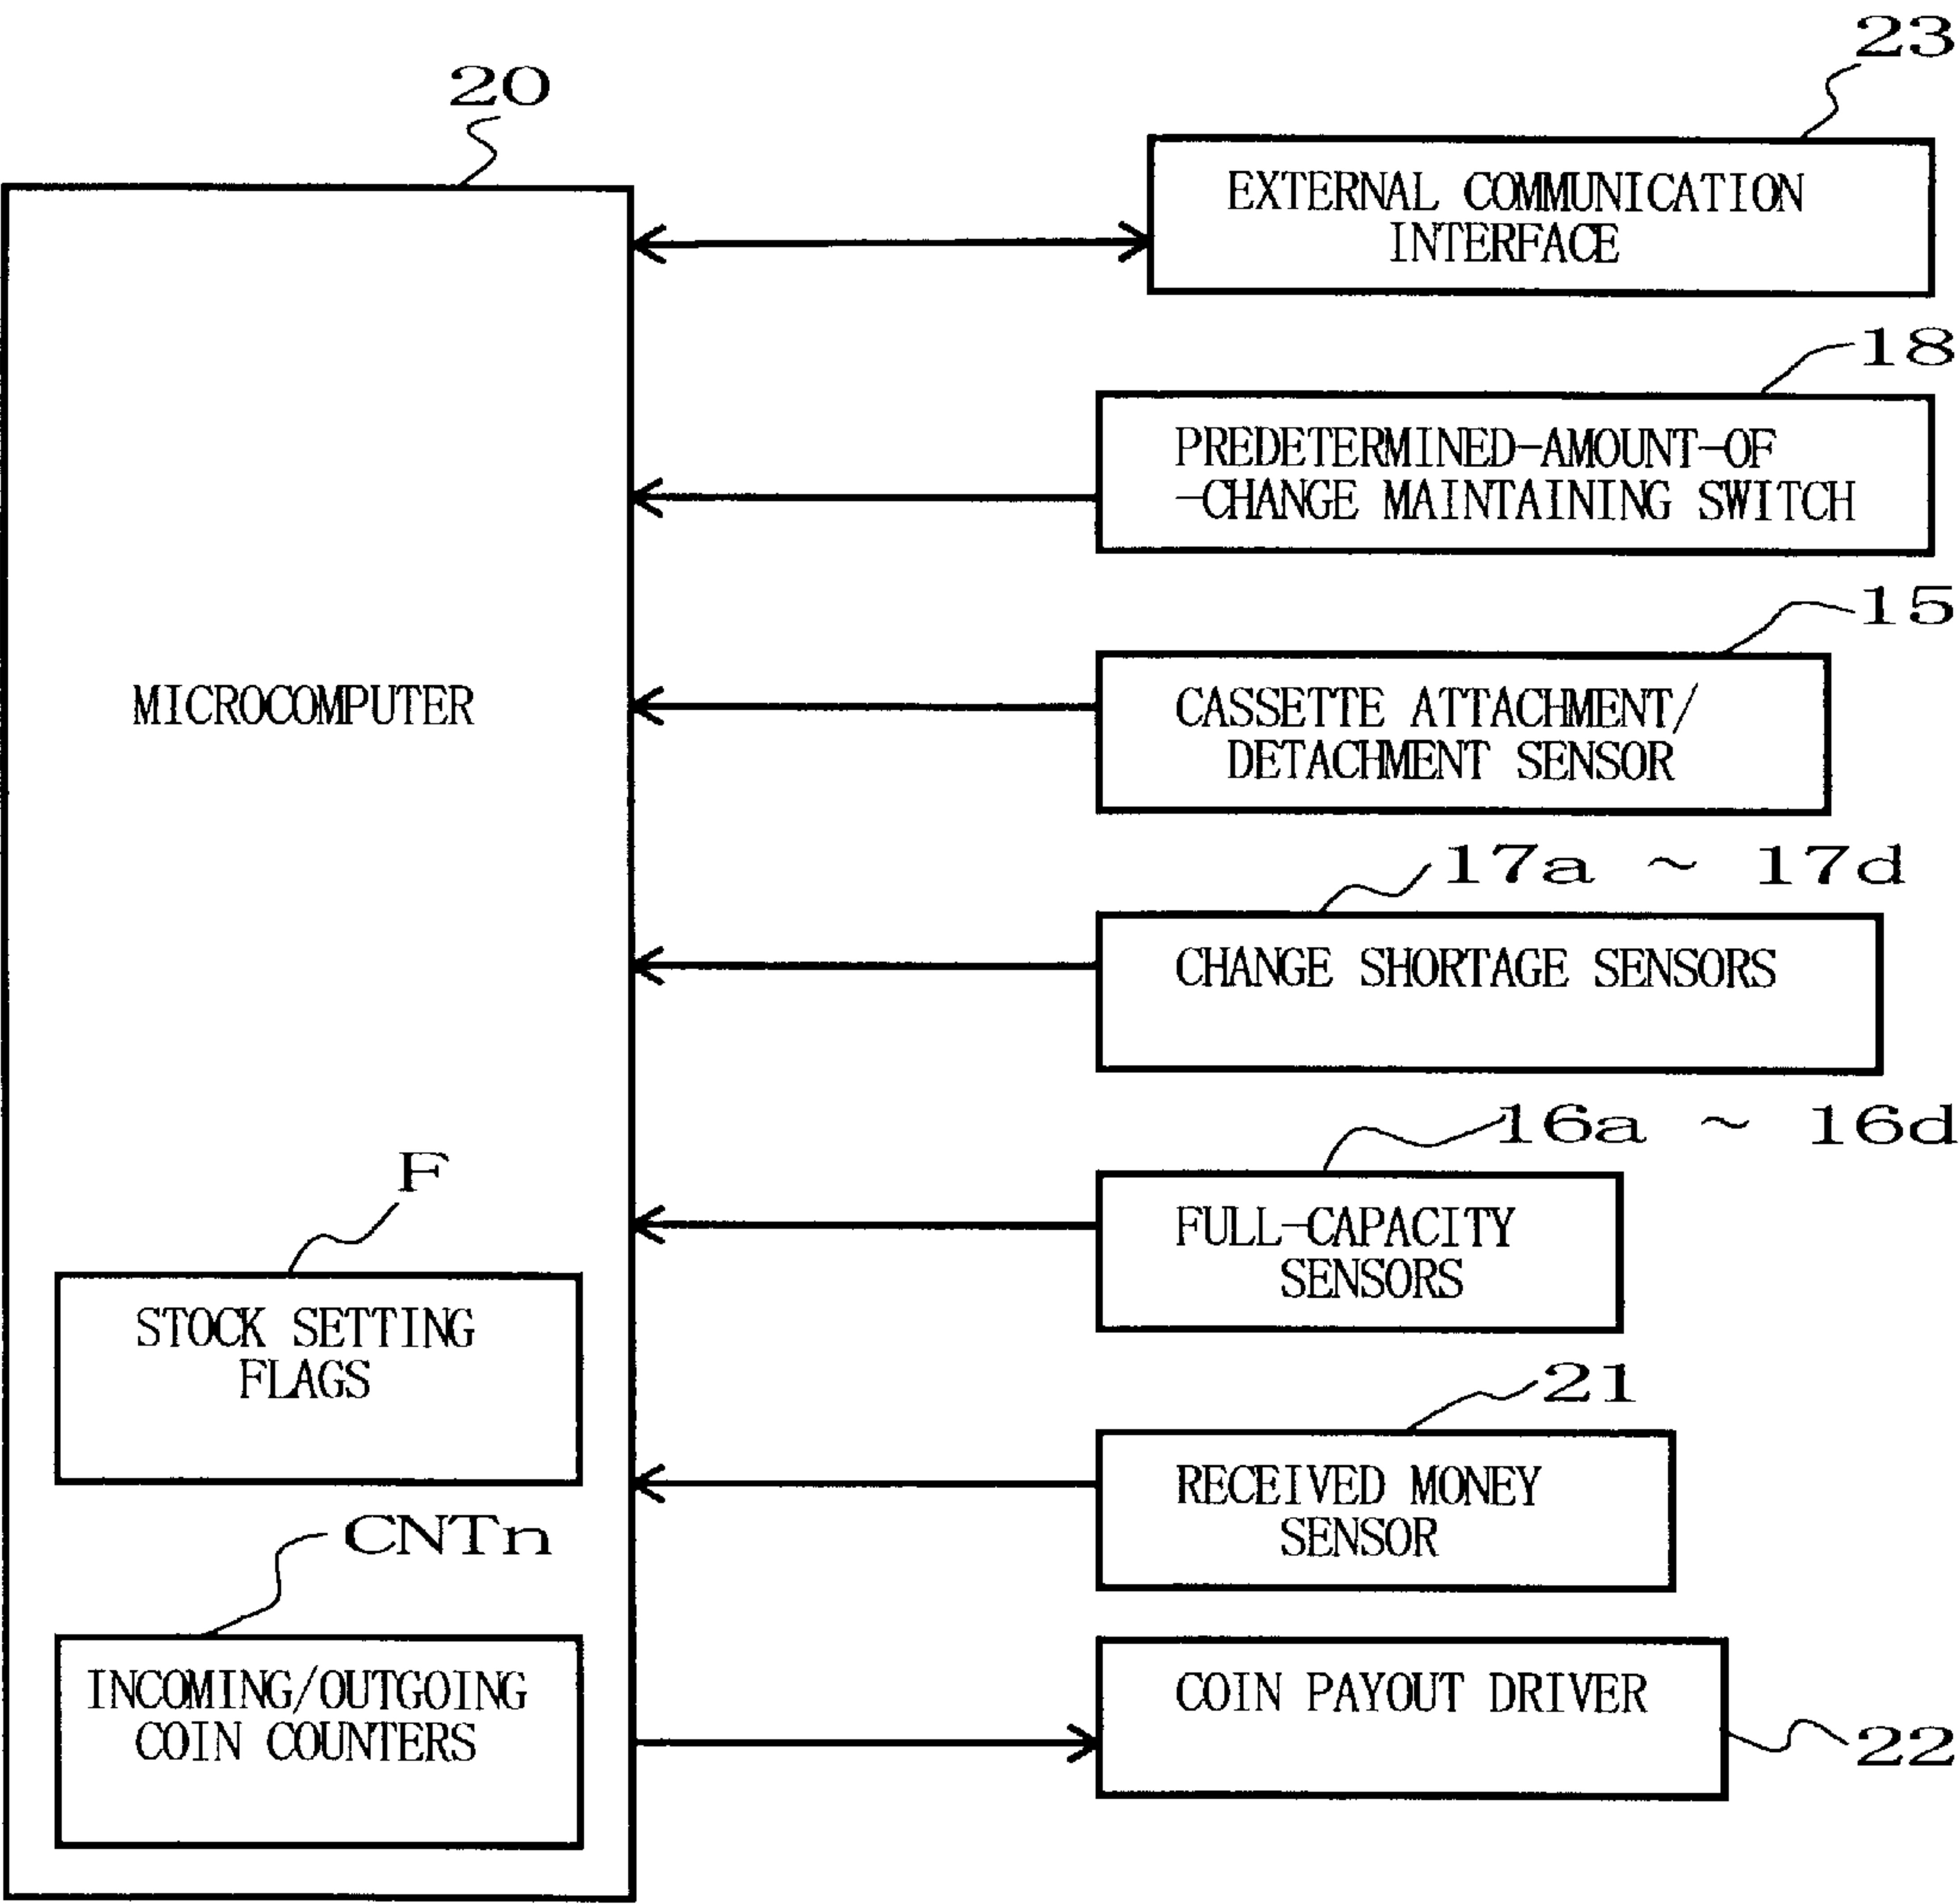 20
23
EXTERNAL COMMUNICATION
INTERFACE
18
PREDETERMINED-AMOUNT-OF
-CHANGE MAINTAINING SWITCH
15
MICROCOMPUTER
CASSETTE ATTACHMENT/
DETACHMENT SENSOR
17a ~ 17d
CHANGE SHORTAGE SENSORS
16a ~ 16d
FULL-CAPACITY
SENSORS
F
STOCK SETTING
FLAGS
21
RECEIVED MONEY
SENSOR
CNTn
INCOMING/OUTGOING
COIN COUNTERS
COIN PAYOUT DRIVER
22